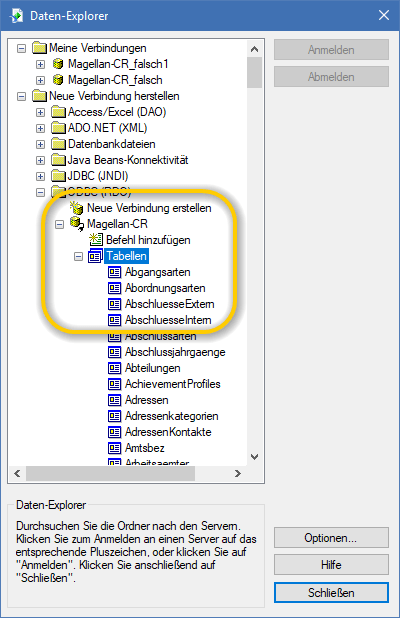 Daten-Explorer
Meine Verbindungen
Magellan-CR_falsch1
Magellan-CR_falsch
Neue Verbindung herstellen
Access/Excel (DAO)
ADO.NET (XML)
Datenbankdateien
Java Beans-Konnektivität
JDBC (JNDI)
ODBC (RDO)
Neue Verbindung erstellen
Magellan-CR
Befehl hinzufügen
Tabellen
Abgangsarten
Abordnungsarten
AbschluesseExtern
AbschluesseIntern
Abschlussarten
Abschlussjahrgaenge
Abteilungen
AchievementProfiles
Adressen
Adressenkategorien
AdressenKontakte
Amtsbez
Arbeitsaemter
Anmelden
Abmelden
Daten-Explorer
Durchsuchen Sie die Ordner nach den Servern.
Klicken Sie zum Anmelden an einen Server auf das
entsprechende Pluszeichen, oder klicken Sie auf
"Anmelden". Klicken Sie anschließend auf
"Schließen".
Optionen...
Hilfe
Schließen